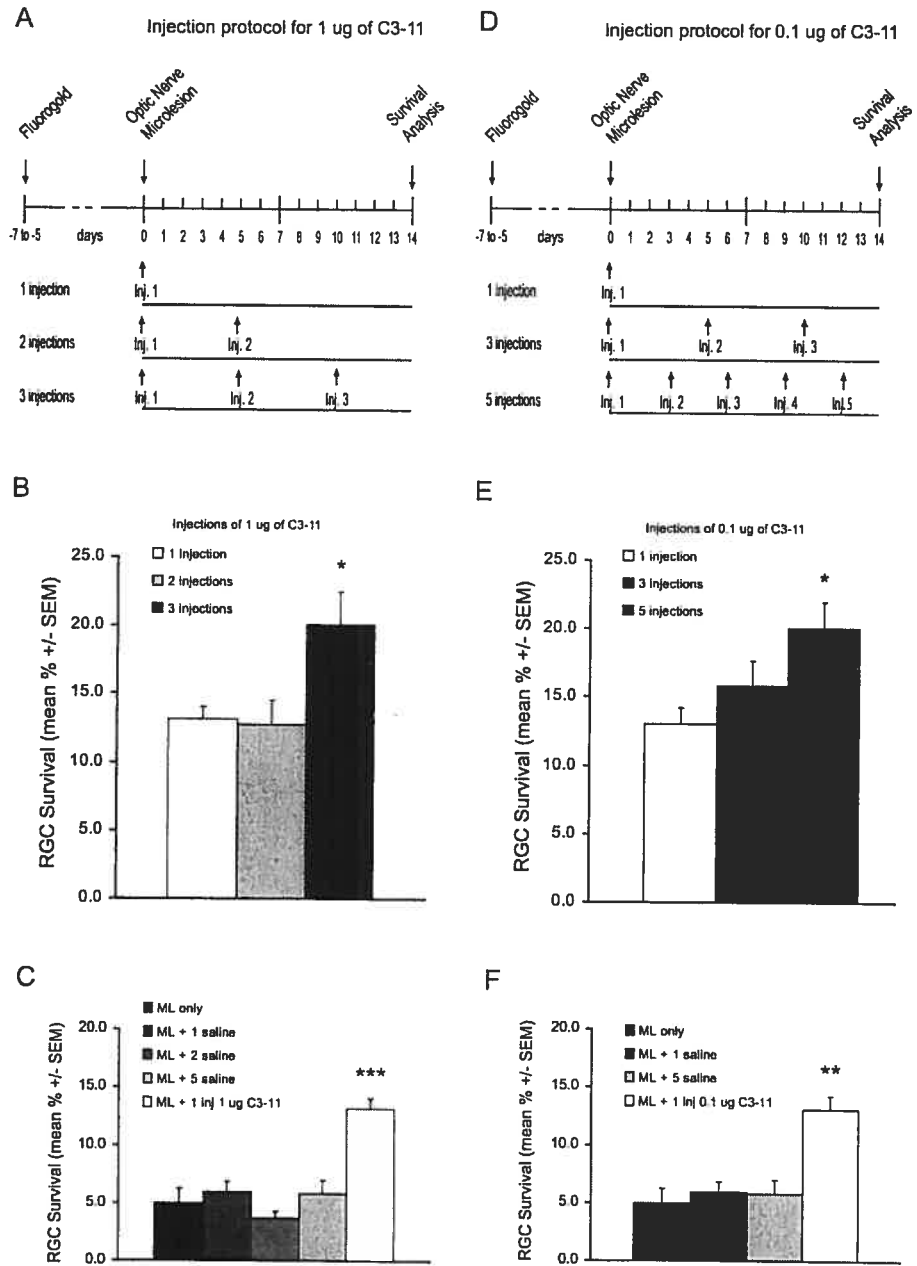 A
Injection protocol for 1 ug of C3-11
Fluorogold
Optic Nerve
Microlesion
Survival
Analysis
-7 to -5 days 0 1 2 3 4 5 6 7 8 9 10 11 12 13 14
1 injection
Inj. 1
2 injections
Inj. 1 Inj. 2
3 injections
Inj. 1 Inj. 2 Inj. 3
D
Injection protocol for 0.1 ug of C3-11
Fluorogold
Optic Nerve
Microlesion
Survival
Analysis
-7 to -5 days 0 1 2 3 4 5 6 7 8 9 10 11 12 13 14
1 injection
Inj. 1
3 injections
Inj. 1 Inj. 2 Inj. 3
5 injections
Inj. 1 Inj. 2 Inj. 3 Inj. 4 Inj.5
B
Injections of 1 ug of C3-11
RGC Survival (mean % +/- SEM)
25.0
20.0
15.0
10.0
5.0
0.0
1 Injection
2 injections
3 injections
*
E
Injections of 0.1 ug of C3-11
RGC Survival (mean % +/- SEM)
25.0
20.0
15.0
10.0
5.0
0.0
1 injection
3 injections
5 injections
*
C
RGC Survival (mean % +/- SEM)
20.0
15.0
10.0
5.0
0.0
ML only
ML + 1 saline
ML + 2 saline
ML + 5 saline
ML + 1 inj 1 ug C3-11
***
F
RGC Survival (mean % +/- SEM)
20.0
15.0
10.0
5.0
0.0
ML only
ML + 1 saline
ML + 5 saline
ML + 1 Inj 0.1 ug C3-11
**